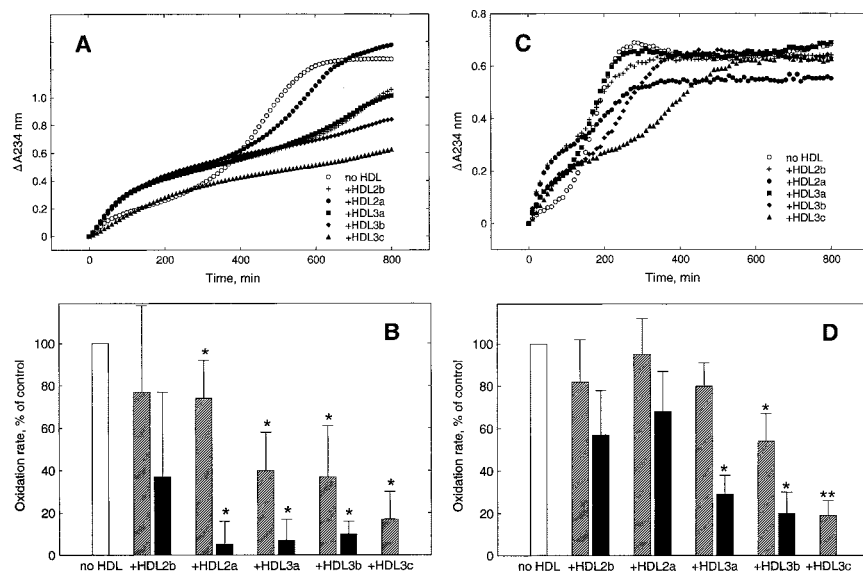 A
ΔA234 nm
1.0
0.8
0.6
0.4
0.2
0
0 200 400 600 800
Time, min
no HDL
+HDL2b
+HDL2a
+HDL3a
+HDL3b
+HDL3c
C
ΔA234 nm
0.8
0.6
0.4
0.2
0
0 200 400 600 800
Time, min
no HDL
+HDL2b
+HDL2a
+HDL3a
+HDL3b
+HDL3c
B
Oxidation rate, % of control
100
80
60
40
20
0
* * * * * * *
no HDL +HDL2b +HDL2a +HDL3a +HDL3b +HDL3c
D
Oxidation rate, % of control
100
80
60
40
20
0
* * * **
no HDL +HDL2b +HDL2a +HDL3a +HDL3b +HDL3c